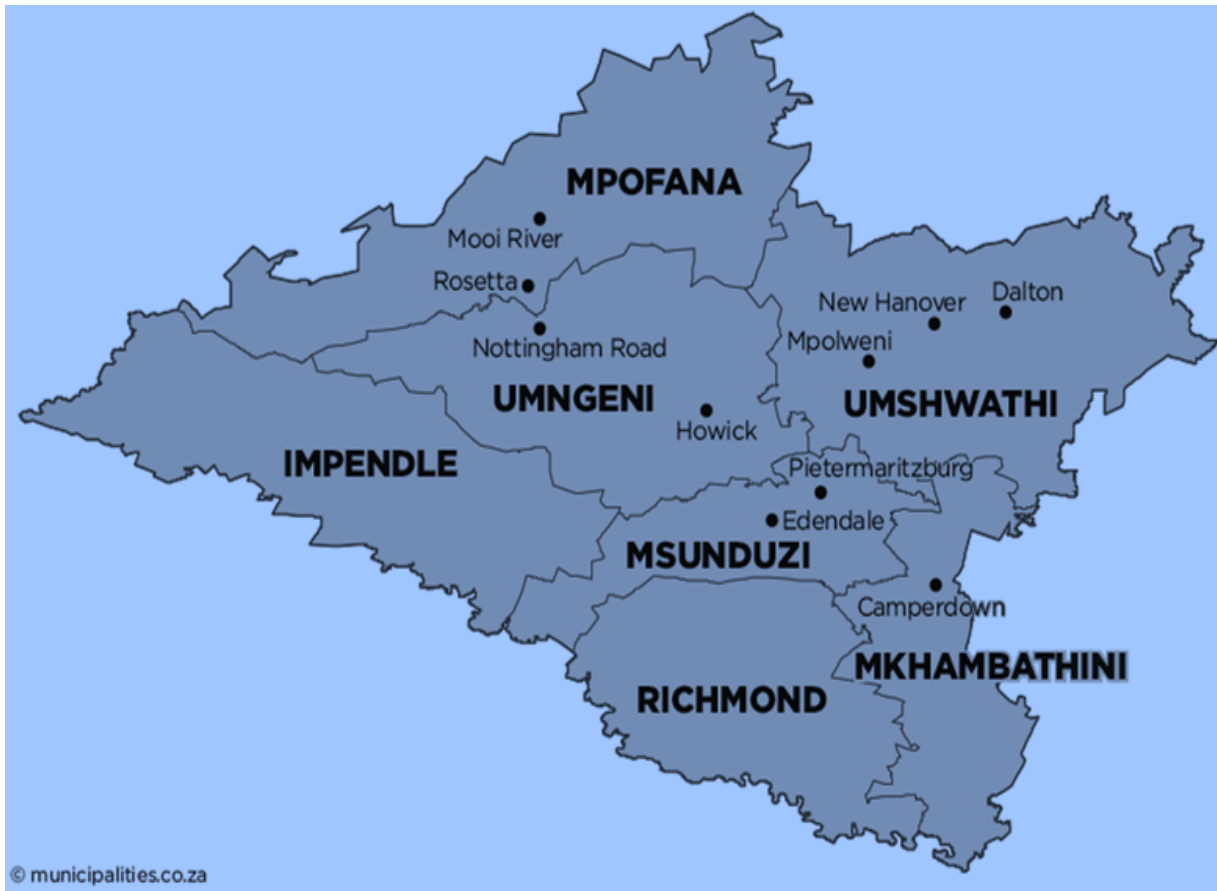 MPOFANA
Mooi River
Rosetta
New Hanover
Dalton
Nottingham Road
Mpolweni
UMNGENI
UMSHWATHI
Howick
IMPENDLE
Pietermaritzburg
Edendale
MSUNDUZI
Camperdown
MKHAMBATHINI
RICHMOND
© municipalities.co.za